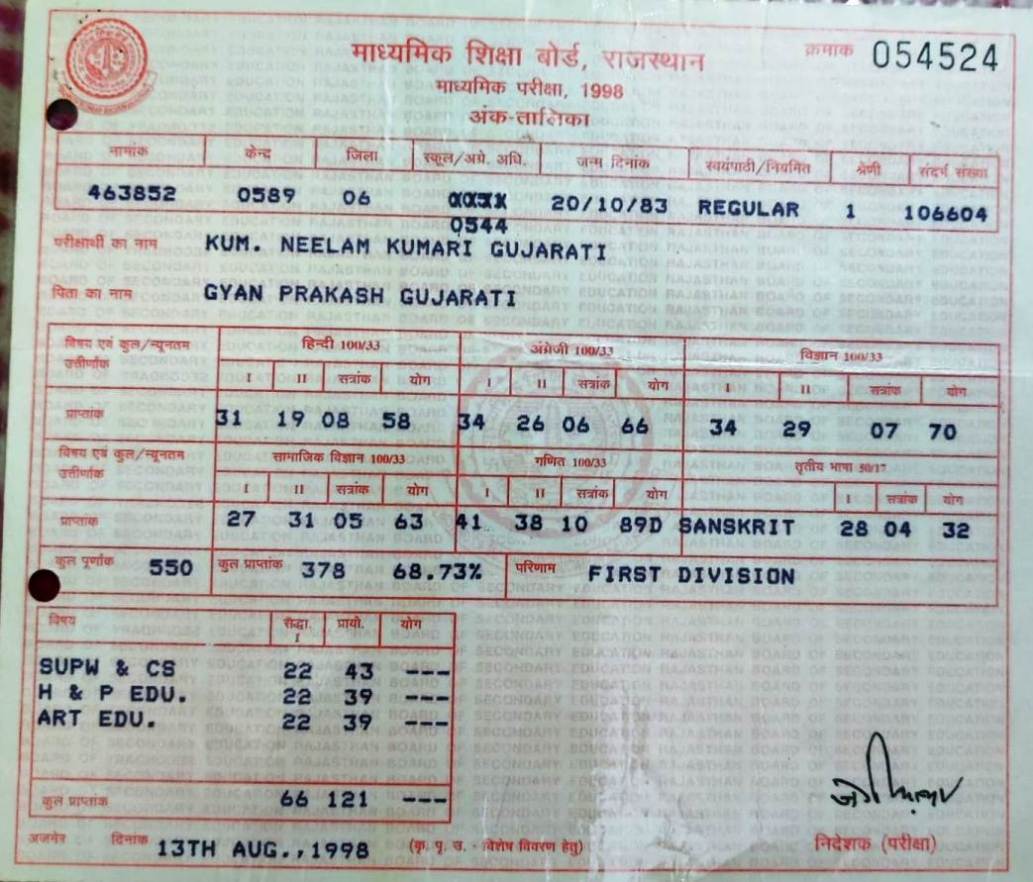 माध्यमिक शिक्षा बोर्ड, राजस्थान
क्रमांक 054524
माध्यमिक परीक्षा, 1998
अंक-तालिका
नामांक केन्द्र जिला स्कूल/अग्रे. अधि. जन्म दिनांक स्वयंपाठी/नियमित श्रेणी संदर्भ संख्या
463852 0589 06 20/10/83 REGULAR 1 106604
0544
परीक्षार्थी का नाम KUM. NEELAM KUMARI GUJARATI
पिता का नाम GYAN PRAKASH GUJARATI
विषय एवं कुल/न्यूनतम हिन्दी 100/33 अंग्रेजी 100/33 विज्ञान 100/33
उत्तीर्णांक I II सत्रांक योग I II सत्रांक योग I II सत्रांक योग
प्राप्तांक 31 19 08 58 34 26 06 66 34 29 07 70
विषय एवं कुल/न्यूनतम सामाजिक विज्ञान 100/33 गणित 100/33 तृतीय भाषा 50/17
उत्तीर्णांक I II सत्रांक योग I II सत्रांक योग I सत्रांक योग
प्राप्तांक 27 31 05 63 41 38 10 89D SANSKRIT 28 04 32
कुल पूर्णांक 550 कुल प्राप्तांक 378 68.73% परिणाम FIRST DIVISION
विषय सैद्धा. प्रायो. योग
I
SUPW & CS 22 43 ---
H & P EDU. 22 39 ---
ART EDU. 22 39 ---
कुल प्राप्तांक 66 121 ---
अजमेर दिनांक 13TH AUG.,1998 (कृ. पृ. उ. - विशेष विवरण हेतु) निदेशक (परीक्षा)